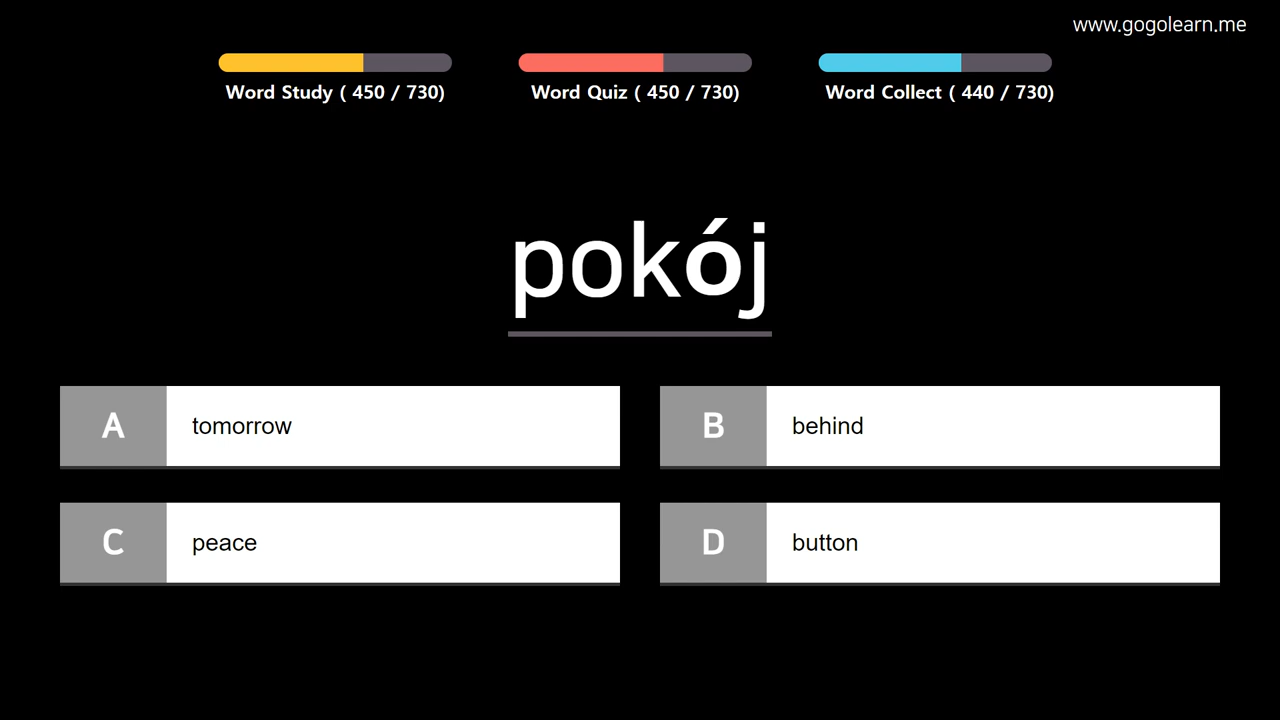 www.gogolearn.me
Word Study ( 450 / 730)
Word Quiz ( 450 / 730)
Word Collect ( 440 / 730)
pokój
A tomorrow
B behind
C peace
D button